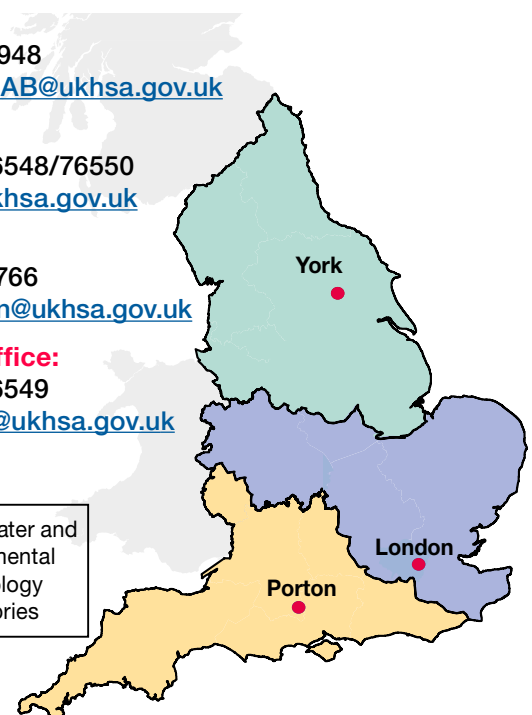 948
AB@ukhsa.gov.uk
6548/76550
khsa.gov.uk
766
n@ukhsa.gov.uk
ffice:
6549
@ukhsa.gov.uk
ater and
mental
ology
ories
York
London
Porton